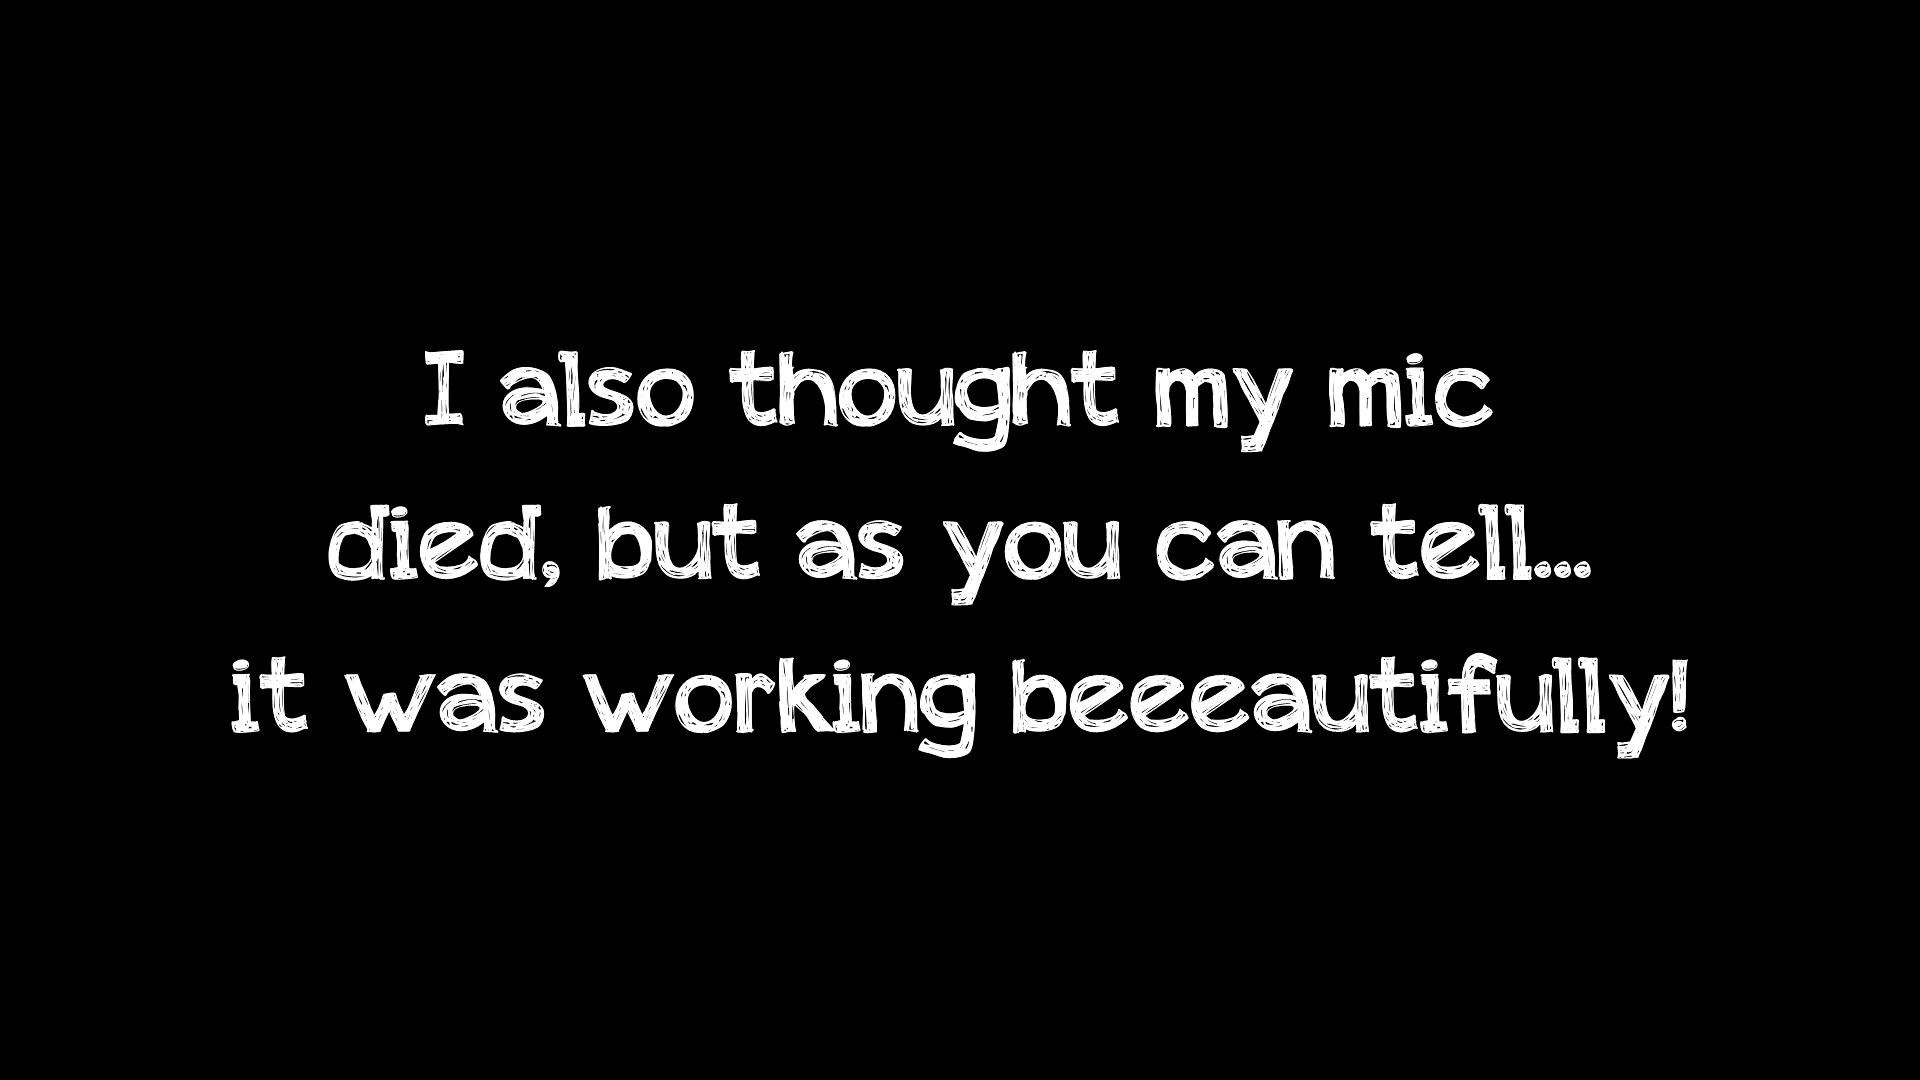 I also thought my mic
died, but as you can tell...
it was working beeeautifully!